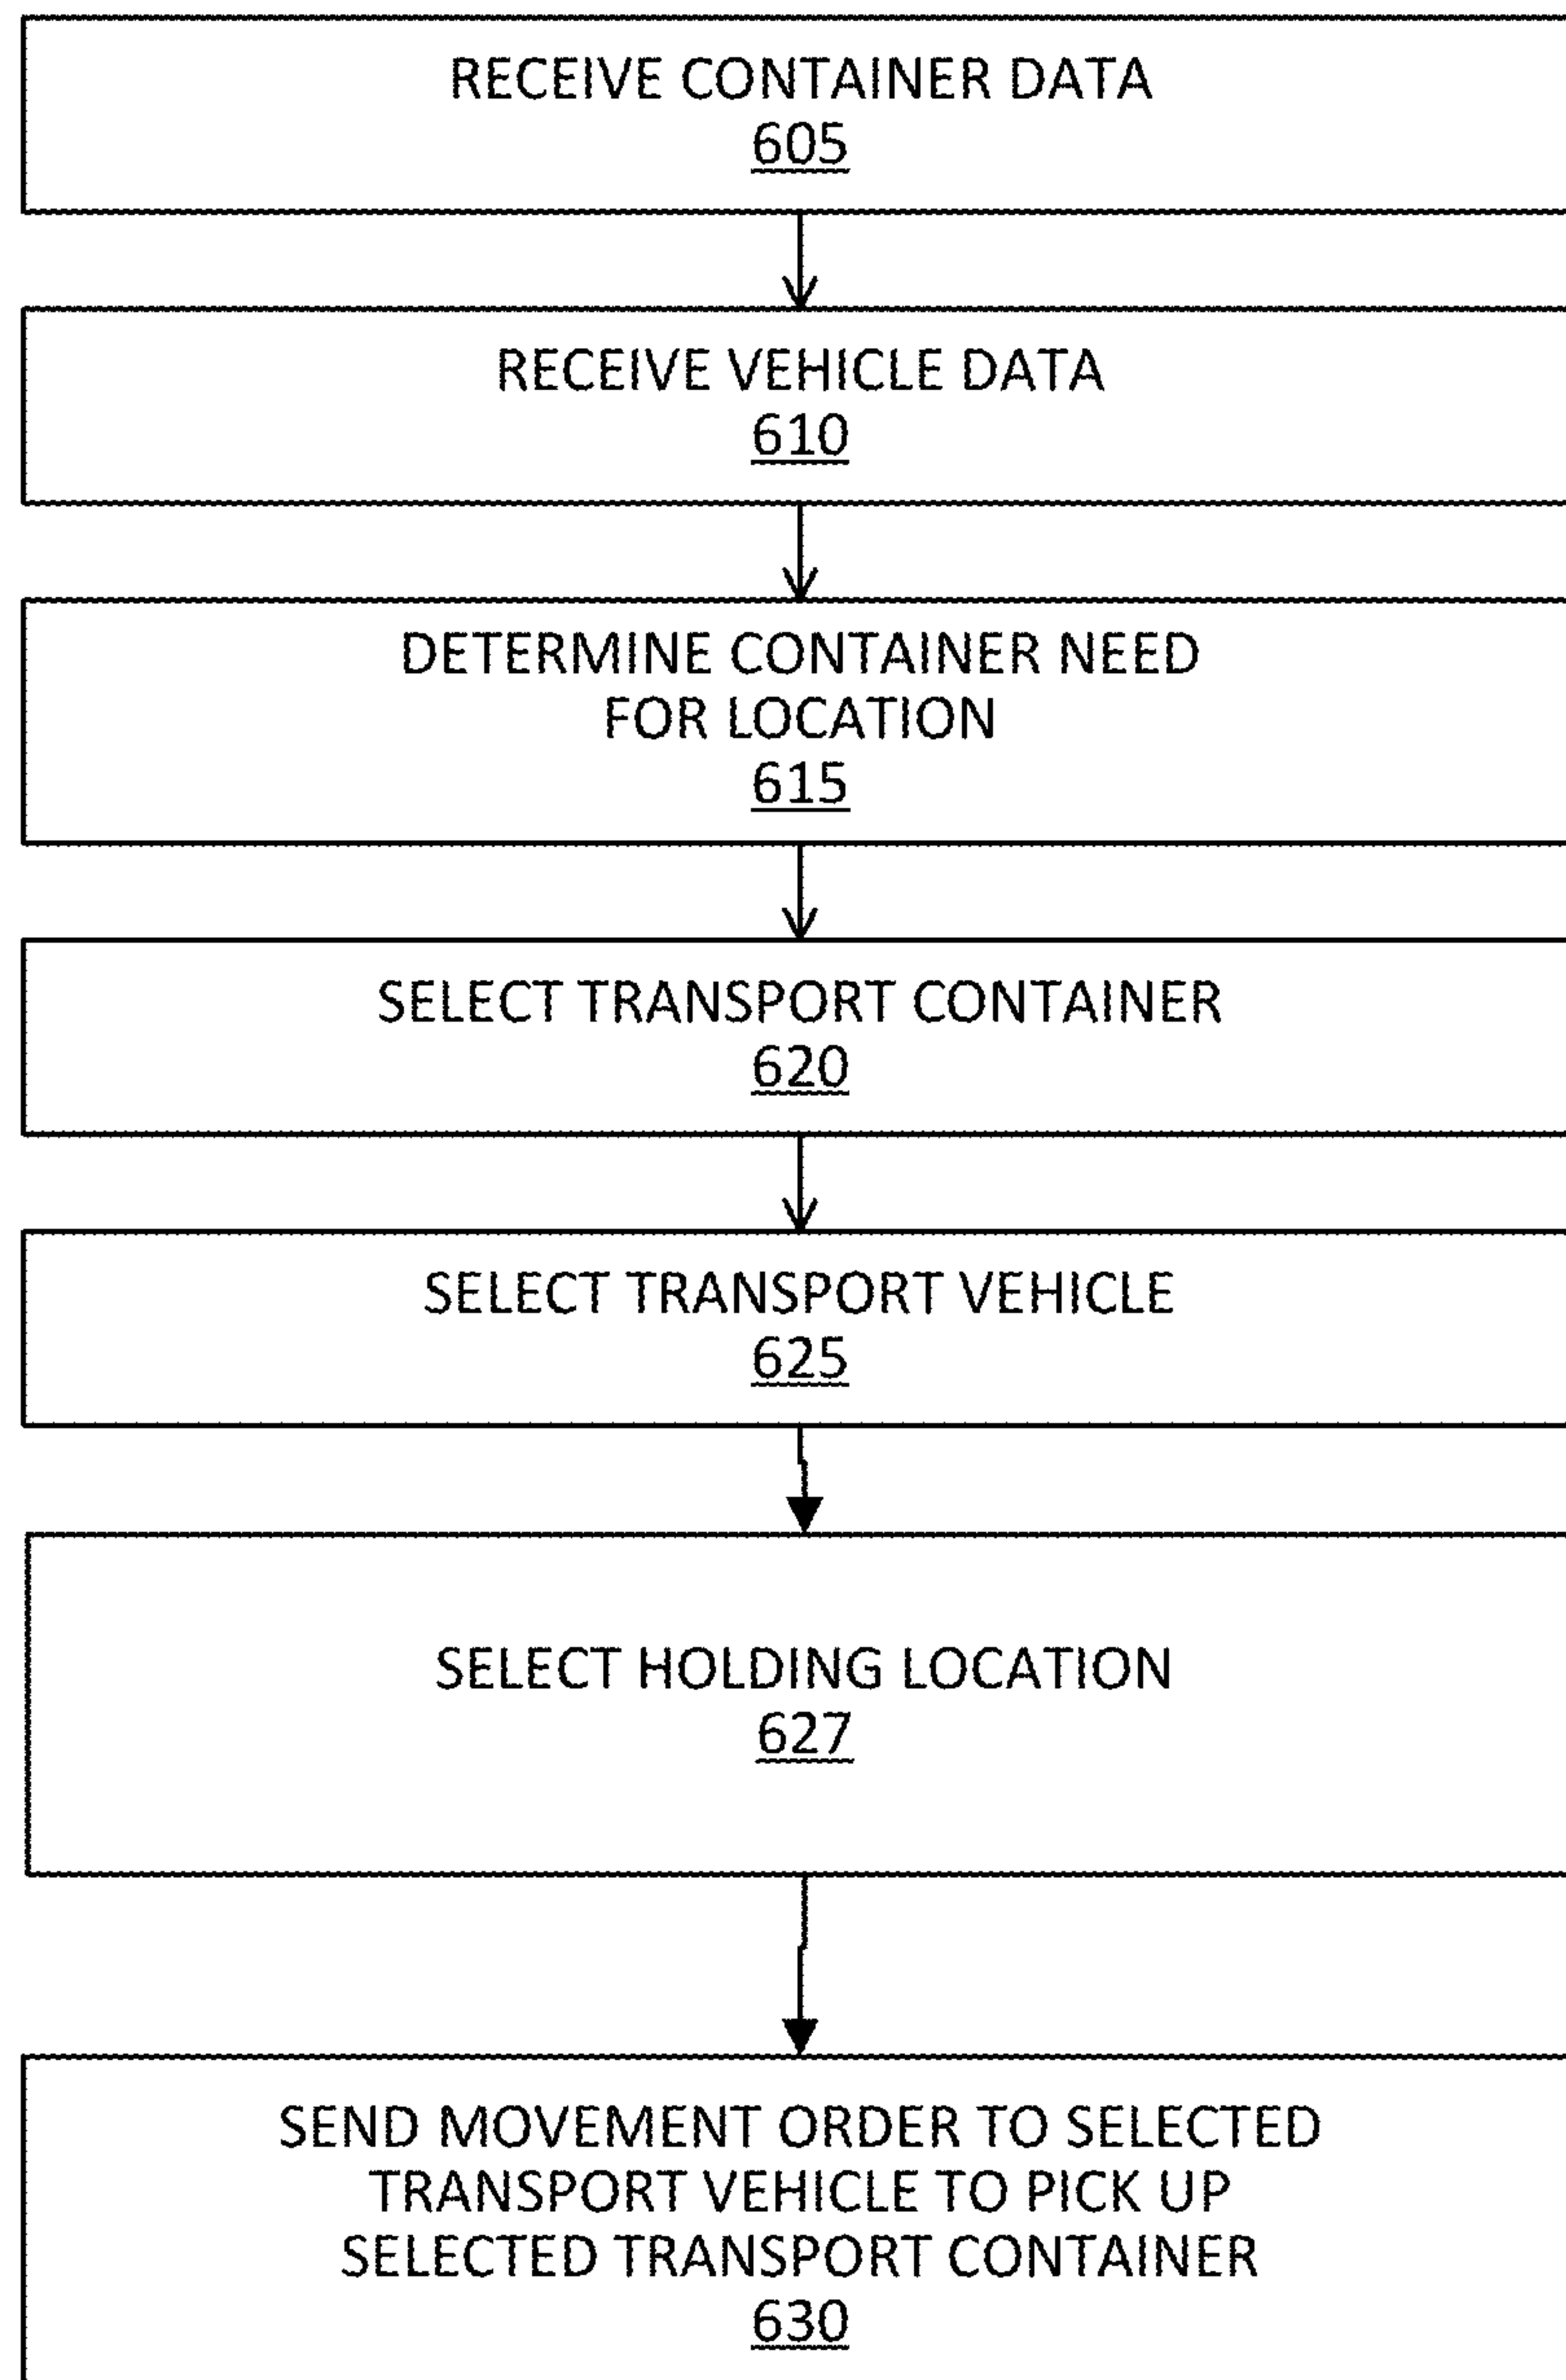 RECEIVE CONTAINER DATA
605
RECEIVE VEHICLE DATA
610
DETERMINE CONTAINER NEED
FOR LOCATION
615
SELECT TRANSPORT CONTAINER
620
SELECT TRANSPORT VEHICLE
625
SELECT HOLDING LOCATION
627
SEND MOVEMENT ORDER TO SELECTED
TRANSPORT VEHICLE TO PICK UP
SELECTED TRANSPORT CONTAINER
630